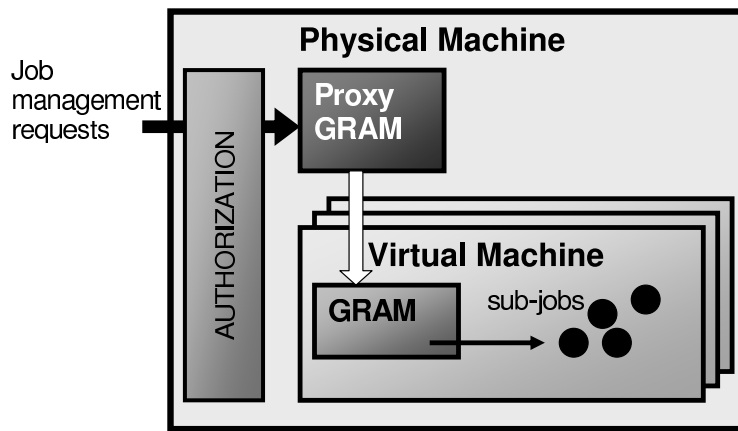 Physical Machine
Job
management
requests
Proxy
GRAM
AUTHORIZATION
Virtual Machine
GRAM
sub-jobs